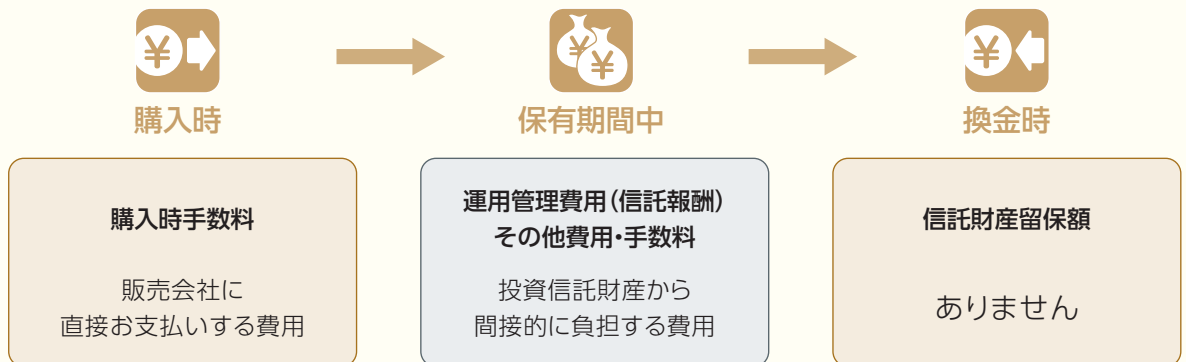 ¥
¥
¥
¥
購入時
保有期間中
換金時
購入時手数料
販売会社に
直接お支払いする費用
運用管理費用(信託報酬)
その他費用・手数料
投資信託財産から
間接的に負担する費用
信託財産留保額
ありません